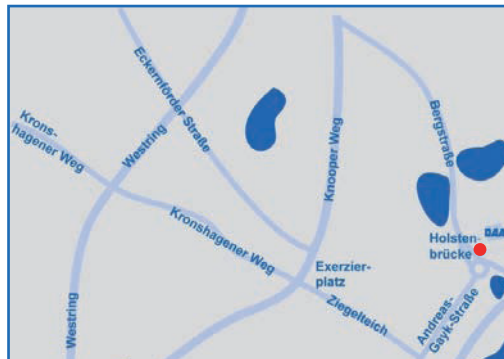 Eckernförder Straße
Krons-
hagener Weg
Westring
Knooper Weg
Bergstraße
Kronshagener Weg
DAA
Holsten-
brücke
Exerzier-
platz
Ziegelteich
Andreas-
Gayk-Straße
Westring